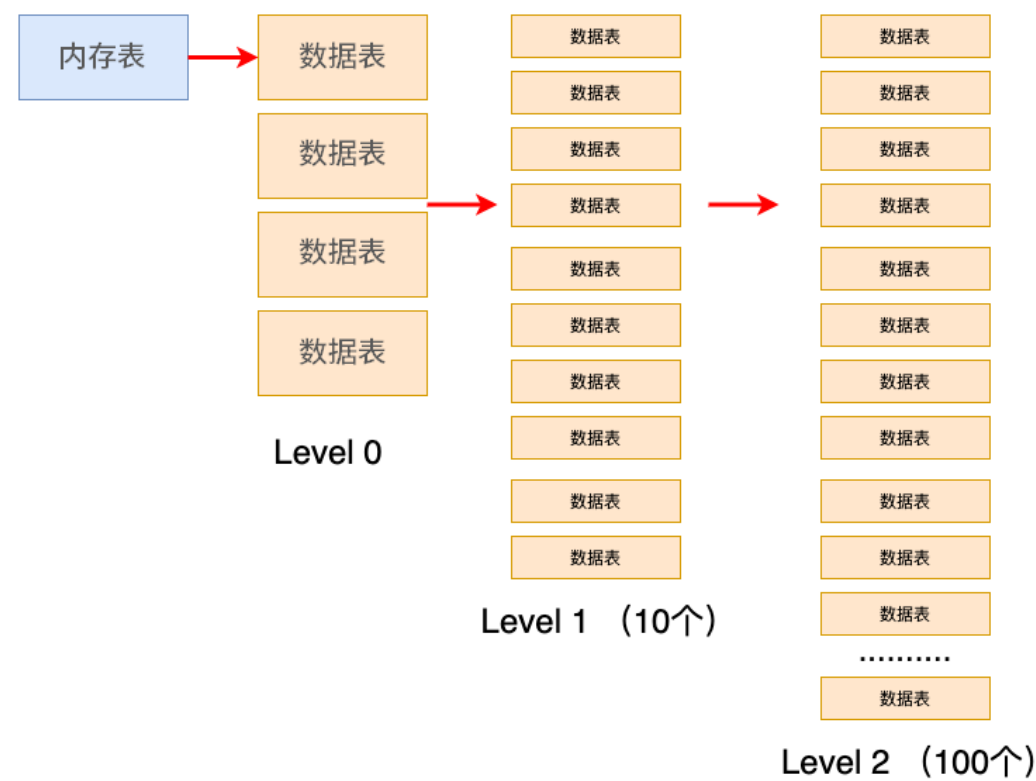 内存表
数据表
数据表
数据表
数据表
Level 0
数据表
数据表
数据表
数据表
数据表
数据表
数据表
数据表
数据表
数据表
Level 1 （10个）
数据表
数据表
数据表
数据表
数据表
数据表
数据表
数据表
数据表
数据表
数据表
..........
数据表
Level 2 （100个）